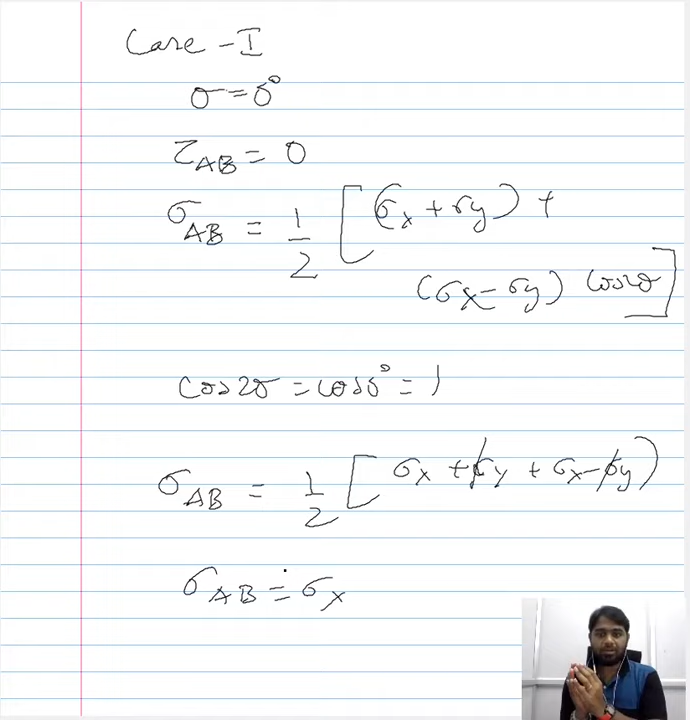 Case - I
θ = 0°
τAB = 0
σAB = 1/2 [(σx + σy) +
(σx - σy) cos2θ]
cos2θ = cos0° = 1
σAB = 1/2 [σx + σy + σx - σy)
σAB = σx